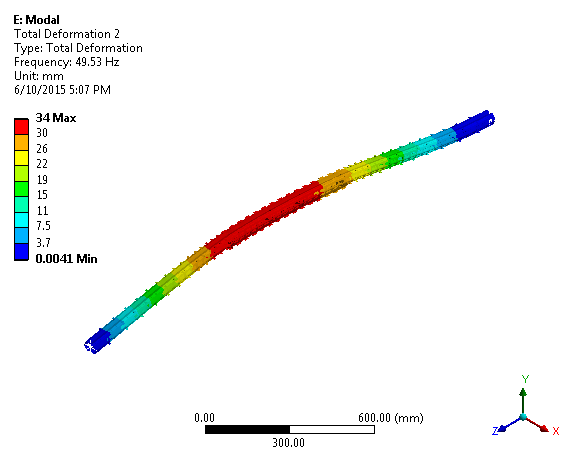 E: Modal
Total Deformation 2
Type: Total Deformation
Frequency: 49.53 Hz
Unit: mm
6/10/2015 5:07 PM
34 Max
30
26
22
19
15
11
7.5
3.7
0.0041 Min
0.00 600.00 (mm)
300.00
Y
Z X